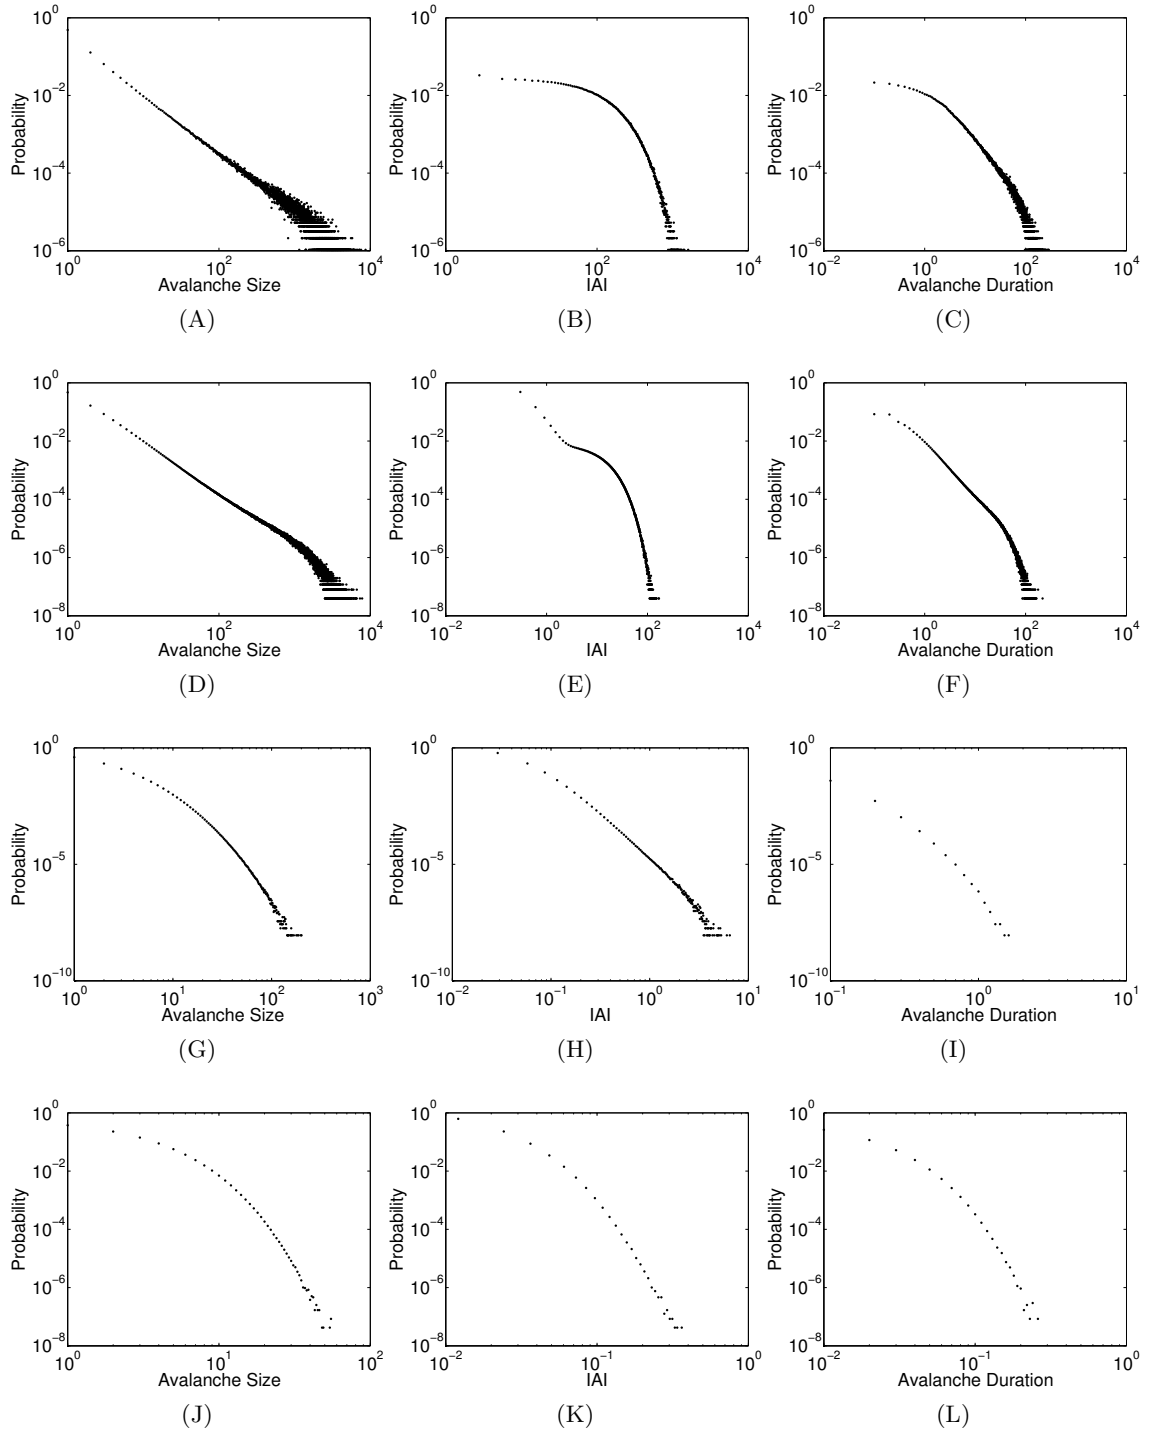 10^0
10^-2
10^-4
10^-6
Probability
10^0 10^2 10^4
Avalanche Size
(A)
10^0
10^-2
10^-4
10^-6
Probability
10^0 10^2 10^4
IAI
(B)
10^0
10^-2
10^-4
10^-6
Probability
10^-2 10^0 10^2 10^4
Avalanche Duration
(C)
10^0
10^-2
10^-4
10^-6
10^-8
Probability
10^0 10^2 10^4
Avalanche Size
(D)
10^0
10^-2
10^-4
10^-6
10^-8
Probability
10^-2 10^0 10^2 10^4
IAI
(E)
10^0
10^-2
10^-4
10^-6
10^-8
Probability
10^-2 10^0 10^2 10^4
Avalanche Duration
(F)
10^0
10^-5
10^-10
Probability
10^0 10^1 10^2 10^3
Avalanche Size
(G)
10^0
10^-5
10^-10
Probability
10^-2 10^-1 10^0 10^1
IAI
(H)
10^0
10^-5
10^-10
Probability
10^-1 10^0 10^1
Avalanche Duration
(I)
10^0
10^-2
10^-4
10^-6
10^-8
Probability
10^0 10^1 10^2
Avalanche Size
(J)
10^0
10^-2
10^-4
10^-6
10^-8
Probability
10^-2 10^-1 10^0
IAI
(K)
10^0
10^-2
10^-4
10^-6
10^-8
Probability
10^-2 10^-1 10^0
Avalanche Duration
(L)